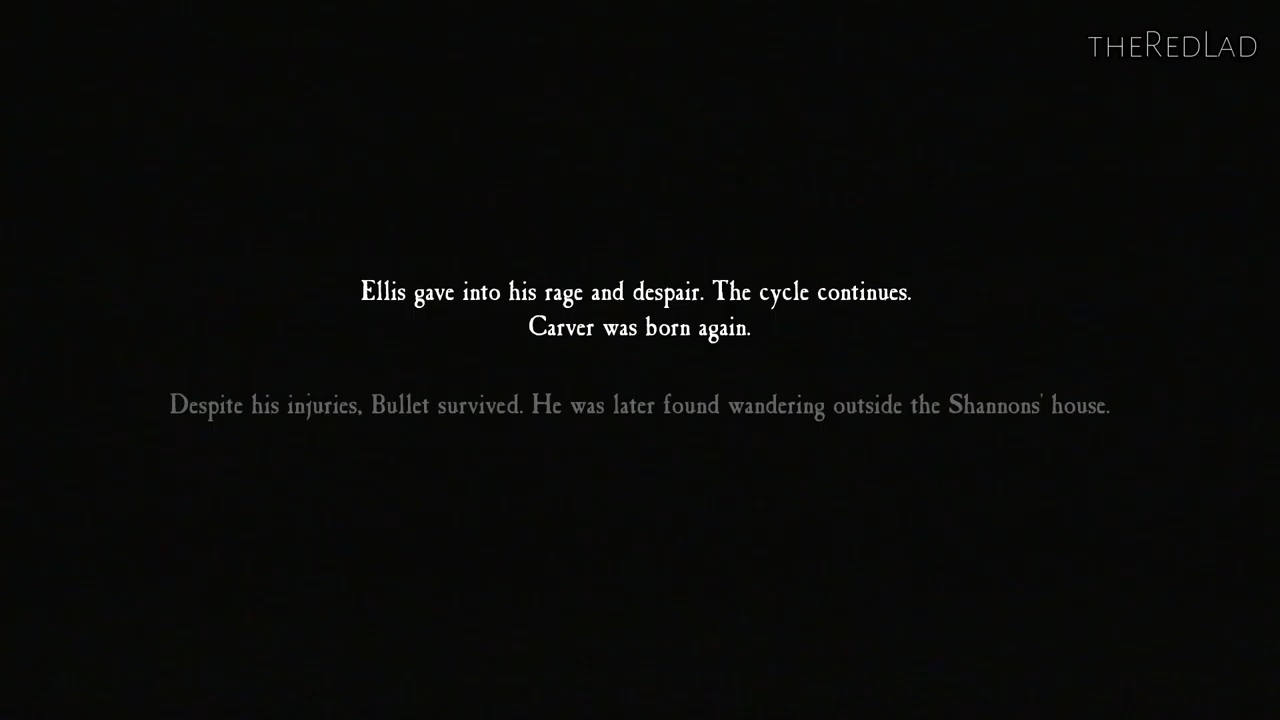 THEREDLAD
Ellis gave into his rage and despair. The cycle continues.
Carver was born again.
Despite his injuries, Bullet survived. He was later found wandering outside the Shannons' house.